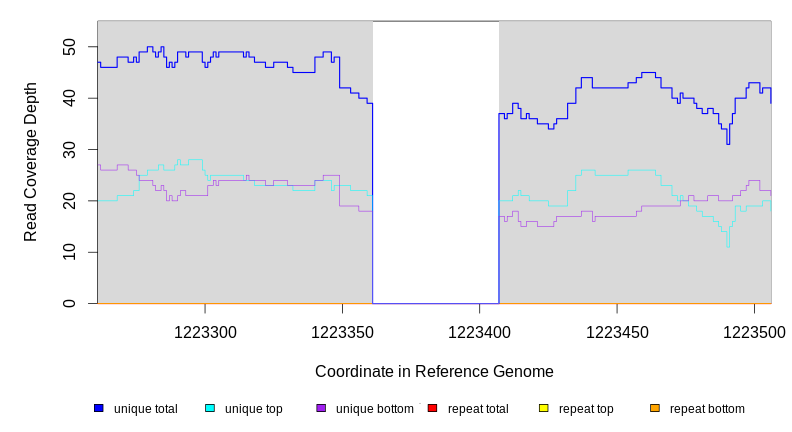 Read Coverage Depth
50
40
30
20
10
0
1223300 1223350 1223400 1223450 1223500
Coordinate in Reference Genome
unique total unique top unique bottom repeat total repeat top repeat bottom